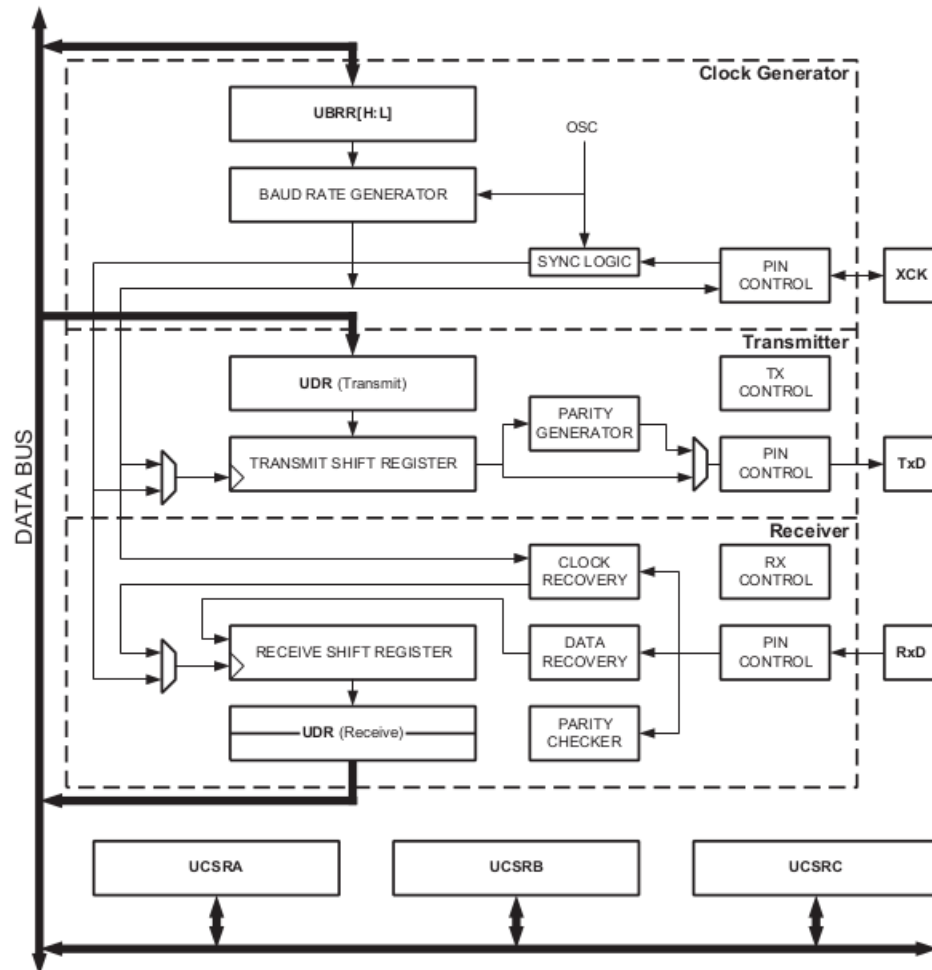 Clock Generator
UBRR[H:L]
OSC
BAUD RATE GENERATOR
SYNC LOGIC
PIN
CONTROL
XCK
Transmitter
UDR (Transmit)
TX
CONTROL
PARITY
GENERATOR
TRANSMIT SHIFT REGISTER
PIN
CONTROL
TxD
DATA BUS
Receiver
CLOCK
RECOVERY
RX
CONTROL
RECEIVE SHIFT REGISTER
DATA
RECOVERY
PIN
CONTROL
RxD
UDR (Receive)
PARITY
CHECKER
UCSRA
UCSRB
UCSRC